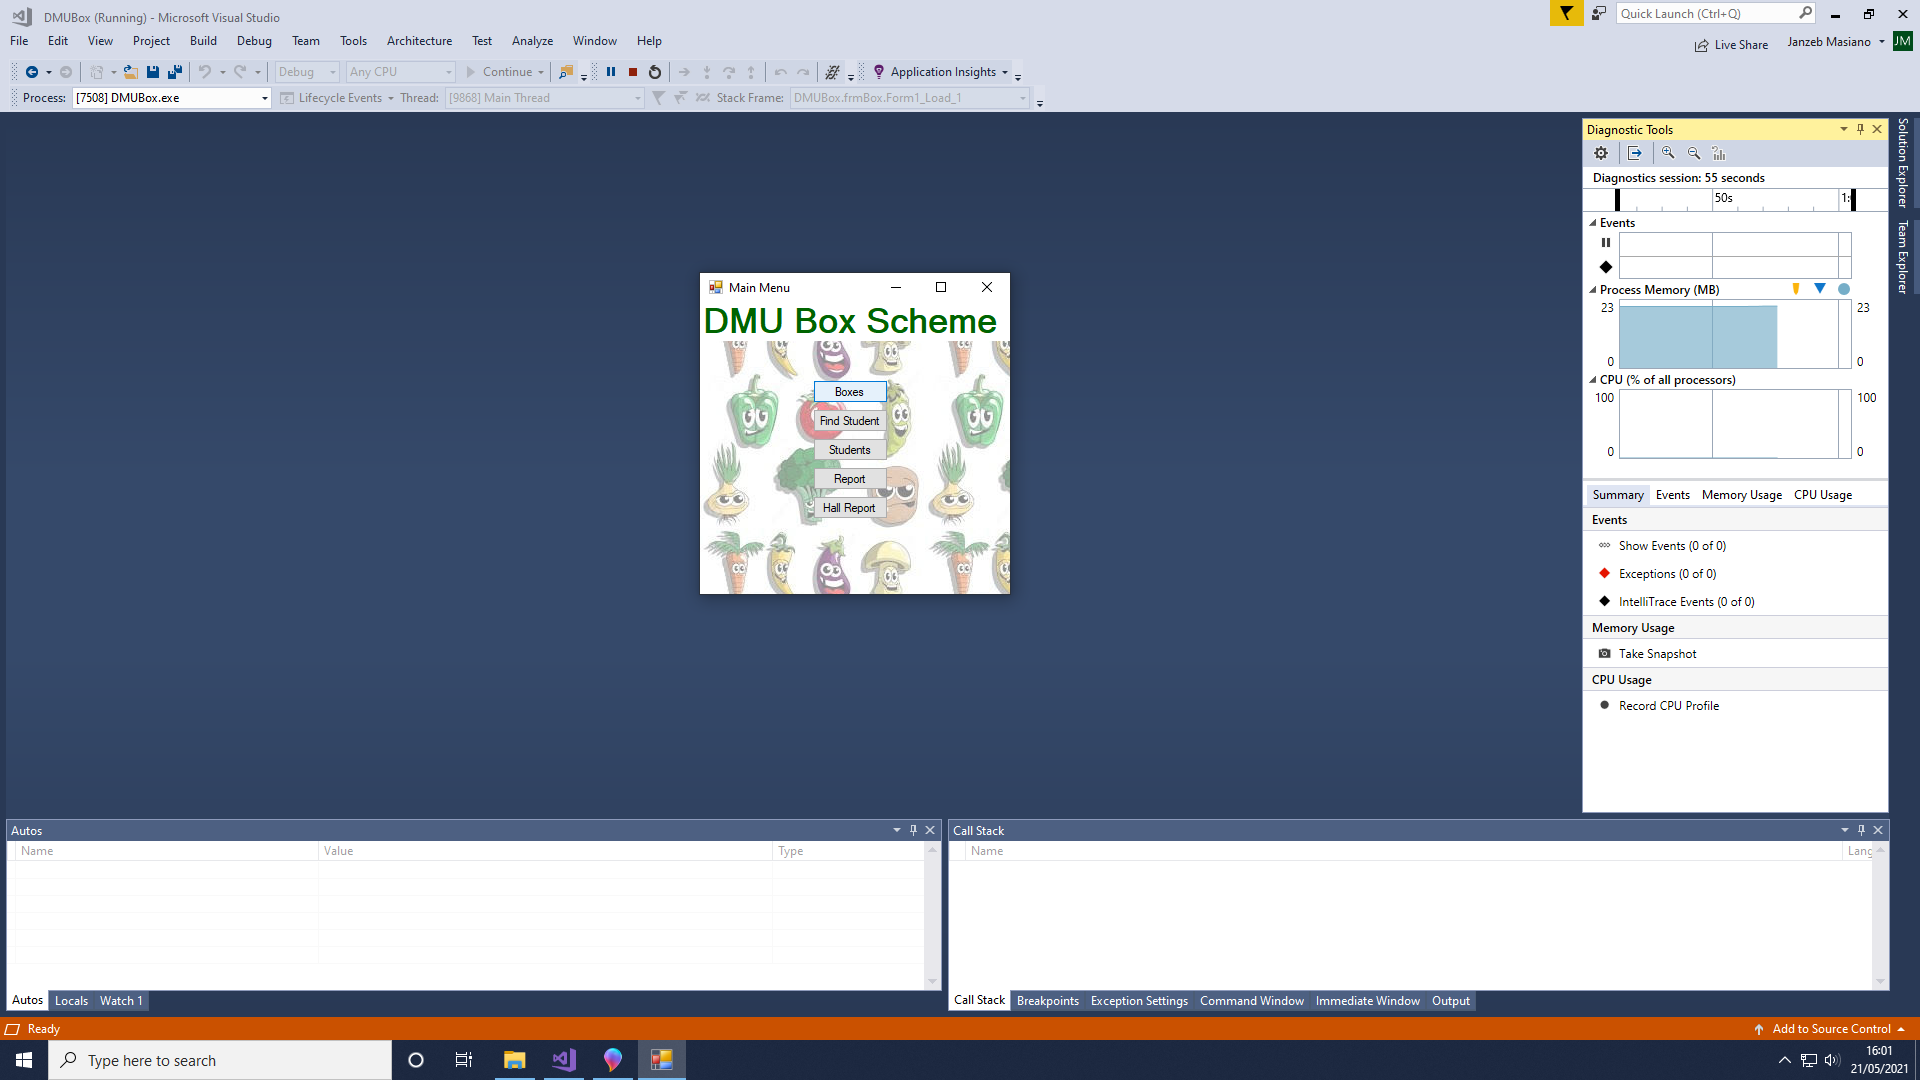 DMUBox (Running) - Microsoft Visual Studio
Quick Launch (Ctrl+Q)
File Edit View Project Build Debug Team Tools Architecture Test Analyze Window Help
Live Share Janzeb Masiano JM
Debug Any CPU Continue Application Insights
Process: [7508] DMUBox.exe Lifecycle Events Thread: [9868] Main Thread Stack Frame: DMUBox.frmBox.Form1_Load_1
Diagnostic Tools
Diagnostics session: 55 seconds
50s
Events
Process Memory (MB)
23 23
0 0
CPU (% of all processors)
100 100
0 0
Summary Events Memory Usage CPU Usage
Events
Show Events (0 of 0)
Exceptions (0 of 0)
IntelliTrace Events (0 of 0)
Memory Usage
Take Snapshot
CPU Usage
Record CPU Profile
Solution Explorer
Team Explorer
Main Menu
DMU Box Scheme
Boxes
Find Student
Students
Report
Hall Report
Autos
Name Value Type
Autos Locals Watch 1
Call Stack
Name Lang
Call Stack Breakpoints Exception Settings Command Window Immediate Window Output
Ready
Add to Source Control
Type here to search
16:01
21/05/2021